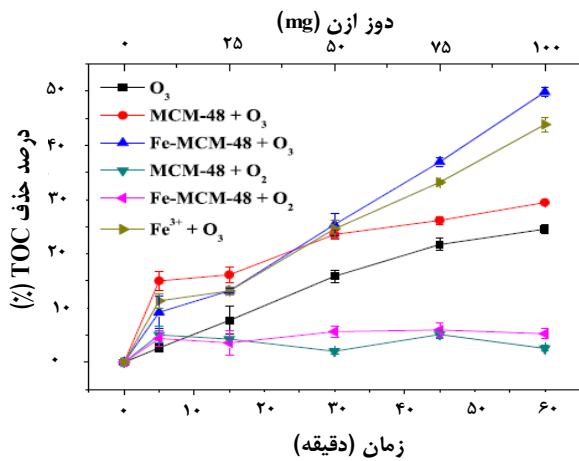 دوز ازن (mg)
۰ ۲۵ ۵۰ ۷۵ ۱۰۰
درصد حذف TOC (%)
۵۰
۴۰
۳۰
۲۰
۱۰
۰
O₃
MCM-48 + O₃
Fe-MCM-48 + O₃
MCM-48 + O₂
Fe-MCM-48 + O₂
Fe³⁺ + O₃
۰ ۱۰ ۲۰ ۳۰ ۴۰ ۵۰ ۶۰
زمان (دقیقه)